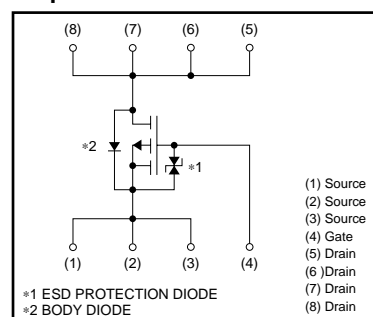 (8) (7) (6) (5)
*2
*1
(1) (2) (3) (4)
*1 ESD PROTECTION DIODE
*2 BODY DIODE
(1) Source
(2) Source
(3) Source
(4) Gate
(5) Drain
(6 )Drain
(7) Drain
(8) Drain